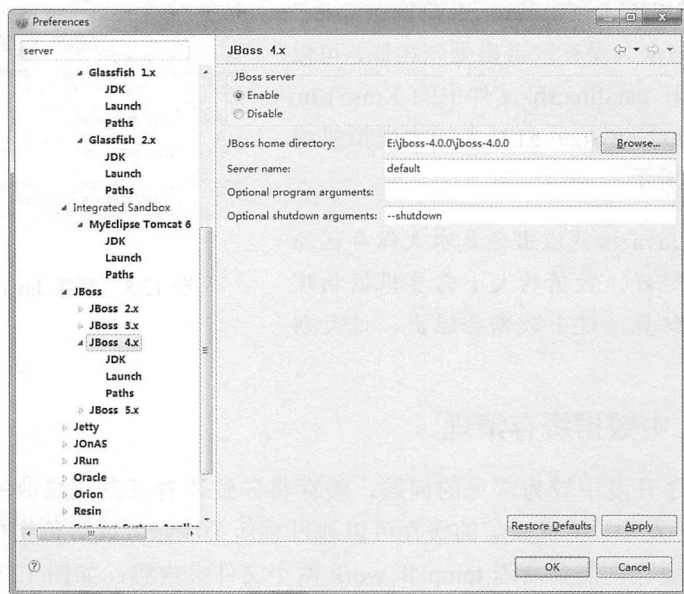 Preferences
server
Glassfish 1.x
JDK
Launch
Paths
Glassfish 2.x
JDK
Launch
Paths
Integrated Sandbox
MyEclipse Tomcat 6
JDK
Launch
Paths
JBoss
JBoss 2.x
JBoss 3.x
JBoss 4.x
JDK
Launch
Paths
JBoss 5.x
Jetty
JOnAS
JRun
Oracle
Orion
Resin
JBoss 4.x
JBoss server
Enable
Disable
JBoss home directory: E:\jboss-4.0.0\jboss-4.0.0 Browse...
Server name: default
Optional program arguments:
Optional shutdown arguments: --shutdown
Restore Defaults Apply
OK Cancel